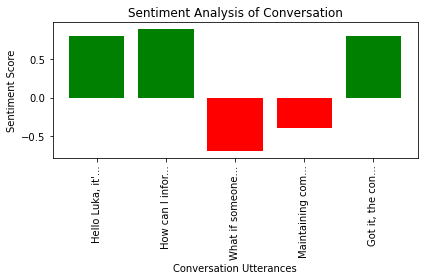 Sentiment Analysis of Conversation
Sentiment Score
0.5
0.0
−0.5
Hello Luka, it'...
How can I infor...
What if someone...
Maintaining com...
Got it, the con...
Conversation Utterances